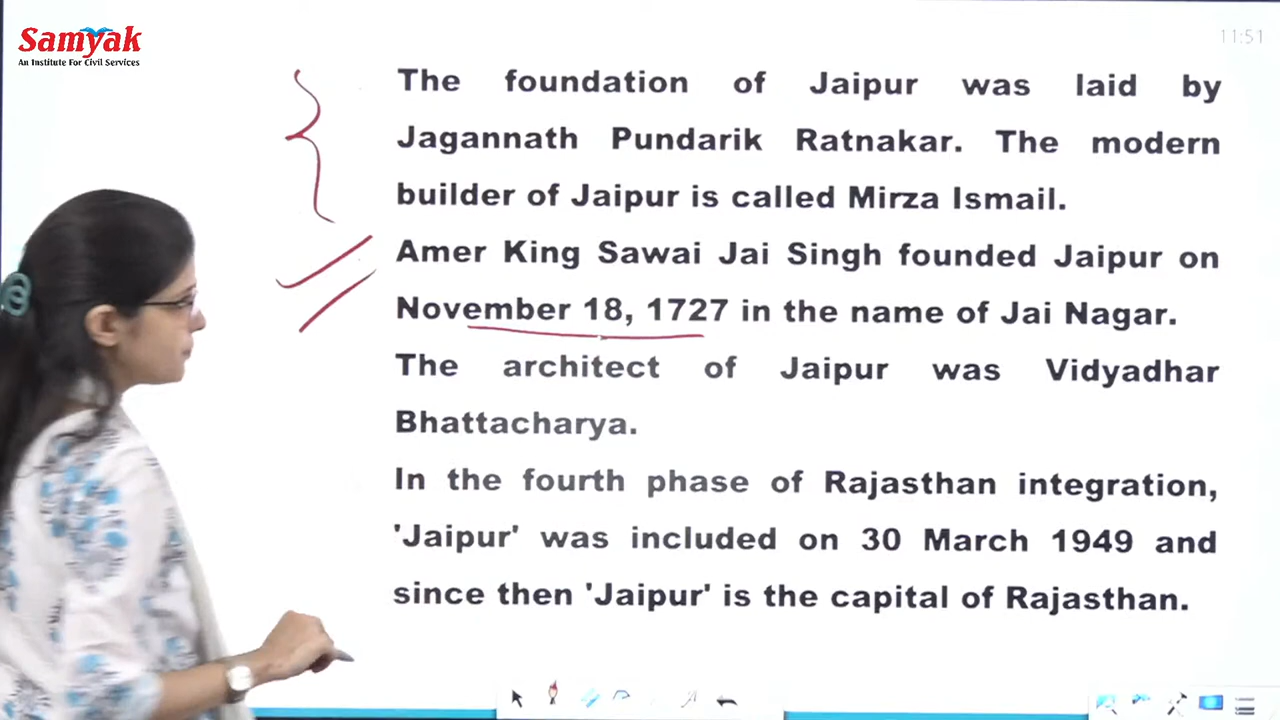 Samyak
An Institute For Civil Services
11:51
The foundation of Jaipur was laid by
Jagannath Pundarik Ratnakar. The modern
builder of Jaipur is called Mirza Ismail.
Amer King Sawai Jai Singh founded Jaipur on
November 18, 1727 in the name of Jai Nagar.
The architect of Jaipur was Vidyadhar
Bhattacharya.
In the fourth phase of Rajasthan integration,
'Jaipur' was included on 30 March 1949 and
since then 'Jaipur' is the capital of Rajasthan.